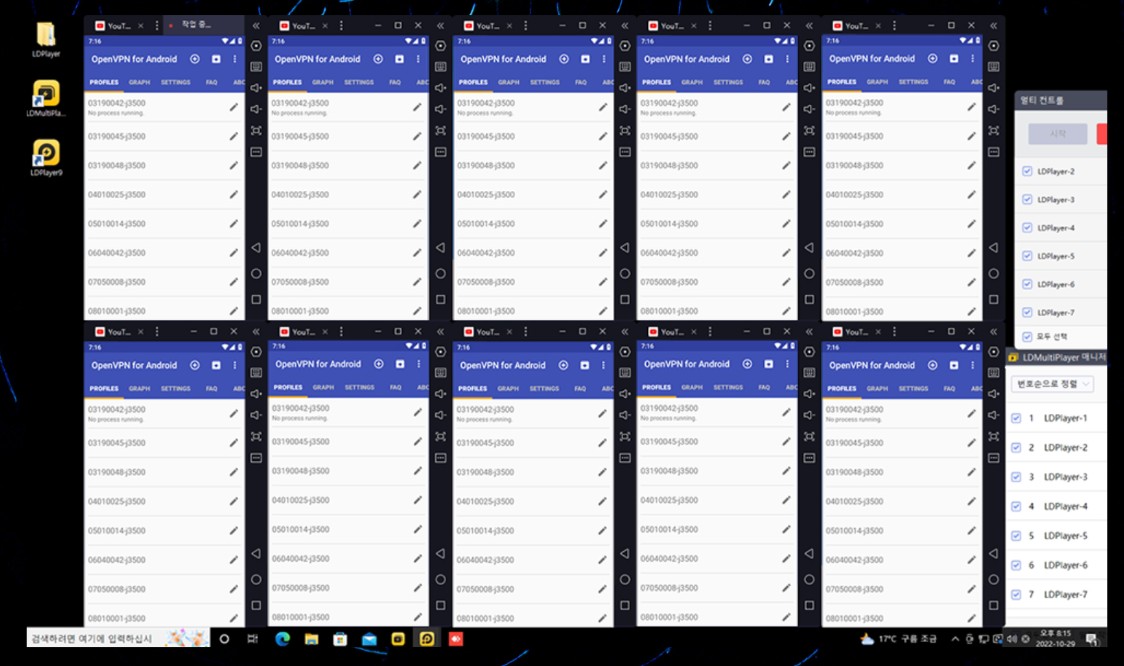 LDPlayer
LDMultiPla...
LDPlayer9
YouT... 작업 중...
7:16
OpenVPN for Android
PROFILES GRAPH SETTINGS FAQ ABO
03190042-j3500
No process running.
03190045-j3500
03190048-j3500
04010025-j3500
05010014-j3500
06040042-j3500
07050008-j3500
08010001-j3500
YouT...
7:16
OpenVPN for Android
PROFILES GRAPH SETTINGS FAQ ABO
03190042-j3500
No process running.
03190045-j3500
03190048-j3500
04010025-j3500
05010014-j3500
06040042-j3500
07050008-j3500
08010001-j3500
YouT...
7:16
OpenVPN for Android
PROFILES GRAPH SETTINGS FAQ ABO
03190042-j3500
No process running.
03190045-j3500
03190048-j3500
04010025-j3500
05010014-j3500
06040042-j3500
07050008-j3500
08010001-j3500
YouT...
7:16
OpenVPN for Android
PROFILES GRAPH SETTINGS FAQ ABO
03190042-j3500
No process running.
03190045-j3500
03190048-j3500
04010025-j3500
05010014-j3500
06040042-j3500
07050008-j3500
08010001-j3500
YouT...
7:16
OpenVPN for Android
PROFILES GRAPH SETTINGS FAQ ABO
03190042-j3500
No process running.
03190045-j3500
03190048-j3500
04010025-j3500
05010014-j3500
06040042-j3500
07050008-j3500
08010001-j3500
멀티 컨트롤
시작
LDPlayer-2
LDPlayer-3
LDPlayer-4
LDPlayer-5
LDPlayer-6
LDPlayer-7
모두 선택
YouT...
7:16
OpenVPN for Android
PROFILES GRAPH SETTINGS FAQ ABO
03190042-j3500
No process running.
03190045-j3500
03190048-j3500
04010025-j3500
05010014-j3500
06040042-j3500
07050008-j3500
08010001-j3500
YouT...
7:16
OpenVPN for Android
PROFILES GRAPH SETTINGS FAQ ABO
03190042-j3500
No process running.
03190045-j3500
03190048-j3500
04010025-j3500
05010014-j3500
06040042-j3500
07050008-j3500
08010001-j3500
YouT...
7:16
OpenVPN for Android
PROFILES GRAPH SETTINGS FAQ ABO
03190042-j3500
No process running.
03190045-j3500
03190048-j3500
04010025-j3500
05010014-j3500
06040042-j3500
07050008-j3500
08010001-j3500
YouT...
7:16
OpenVPN for Android
PROFILES GRAPH SETTINGS FAQ ABO
03190042-j3500
No process running.
03190045-j3500
03190048-j3500
04010025-j3500
05010014-j3500
06040042-j3500
07050008-j3500
08010001-j3500
YouT...
7:16
OpenVPN for Android
PROFILES GRAPH SETTINGS FAQ ABO
03190042-j3500
No process running.
03190045-j3500
03190048-j3500
04010025-j3500
05010014-j3500
06040042-j3500
07050008-j3500
08010001-j3500
LDMultiPlayer 매니저
번호순으로 정렬
1 LDPlayer-1
2 LDPlayer-2
3 LDPlayer-3
4 LDPlayer-4
5 LDPlayer-5
6 LDPlayer-6
7 LDPlayer-7
검색하려면 여기에 입력하십시
17℃ 구름 조금
오후 8:15
2022-10-29